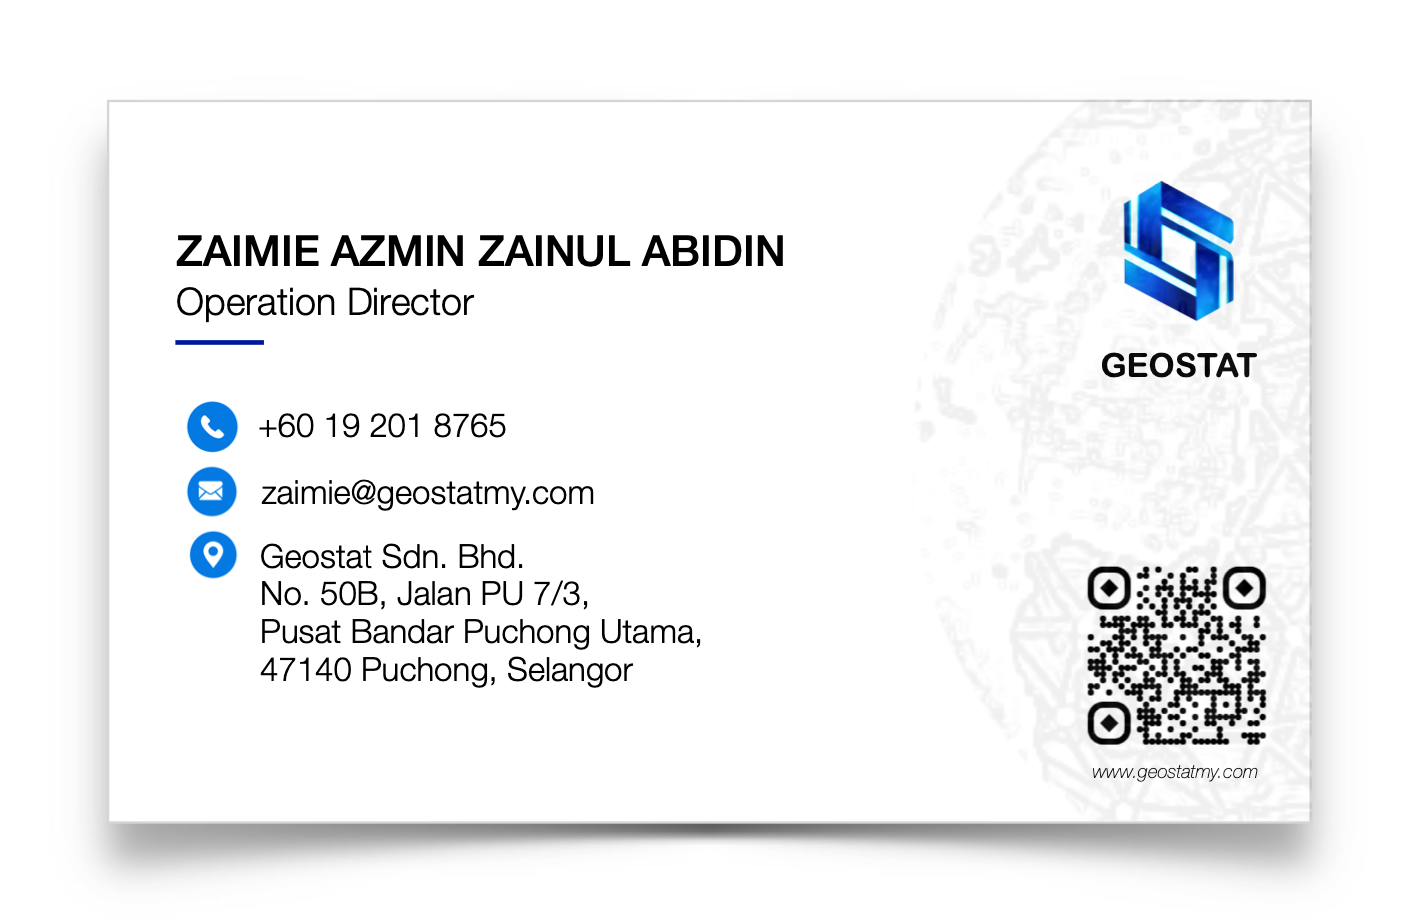 ZAIMIE AZMIN ZAINUL ABIDIN
Operation Director
+60 19 201 8765
zaimie@geostatmy.com
Geostat Sdn. Bhd.
No. 50B, Jalan PU 7/3,
Pusat Bandar Puchong Utama,
47140 Puchong, Selangor
GEOSTAT
www.geostatmy.com